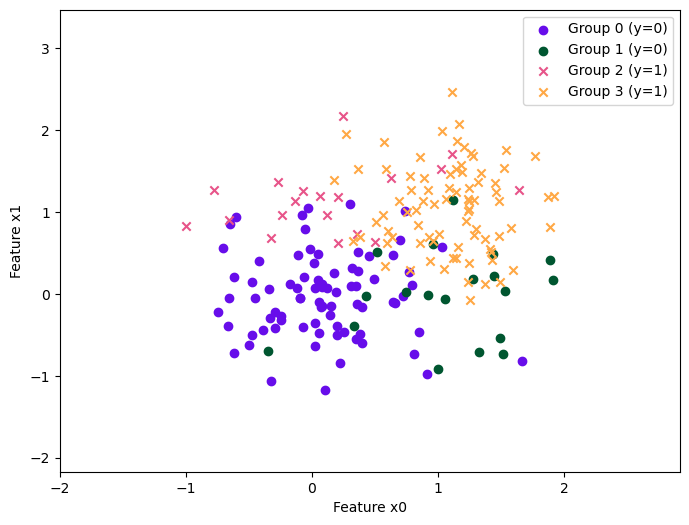 Group 0 (y=0)
Group 1 (y=0)
Group 2 (y=1)
Group 3 (y=1)
3
2
1
0
−1
−2
Feature x1
−2
−1
0
1
2
Feature x0